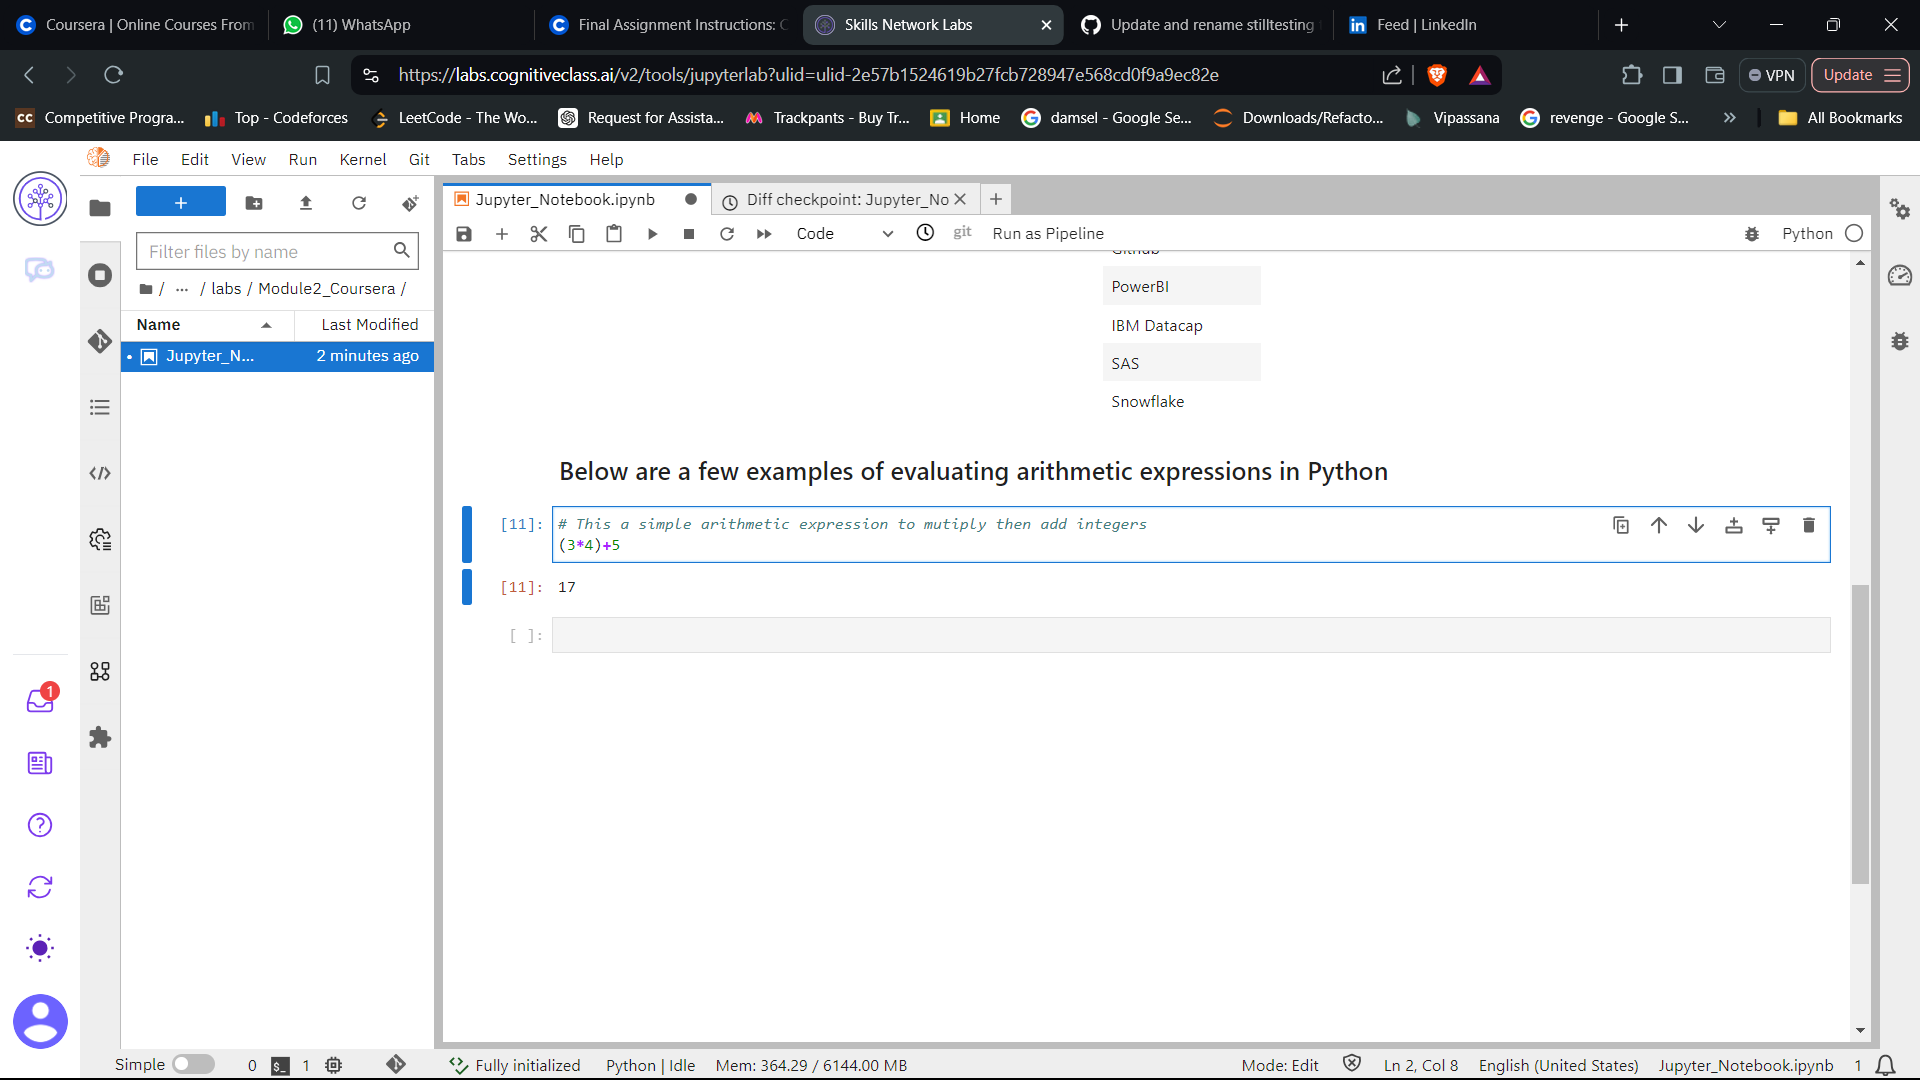 Coursera | Online Courses From
(11) WhatsApp
Final Assignment Instructions: C
Skills Network Labs
Update and rename stilltesting
Feed | LinkedIn
https://labs.cognitiveclass.ai/v2/tools/jupyterlab?ulid=ulid-2e57b1524619b27fcb728947e568cd0f9a9ec82e
VPN
Update
CC Competitive Progra...
Top - Codeforces
LeetCode - The Wo...
Request for Assista...
Trackpants - Buy Tr...
Home
damsel - Google Se...
Downloads/Refacto...
Vipassana
revenge - Google S...
All Bookmarks
File Edit View Run Kernel Git Tabs Settings Help
Jupyter_Notebook.ipynb
Diff checkpoint: Jupyter_No
Code
git
Run as Pipeline
Python
Filter files by name
/ ... / labs / Module2_Coursera /
Name Last Modified
Jupyter_N... 2 minutes ago
Github
PowerBI
IBM Datacap
SAS
Snowflake
Below are a few examples of evaluating arithmetic expressions in Python
[11]: # This a simple arithmetic expression to mutiply then add integers
(3*4)+5
[11]: 17
[ ]:
1
Simple 0 $_ 1 Fully initialized Python | Idle Mem: 364.29 / 6144.00 MB Mode: Edit Ln 2, Col 8 English (United States) Jupyter_Notebook.ipynb 1